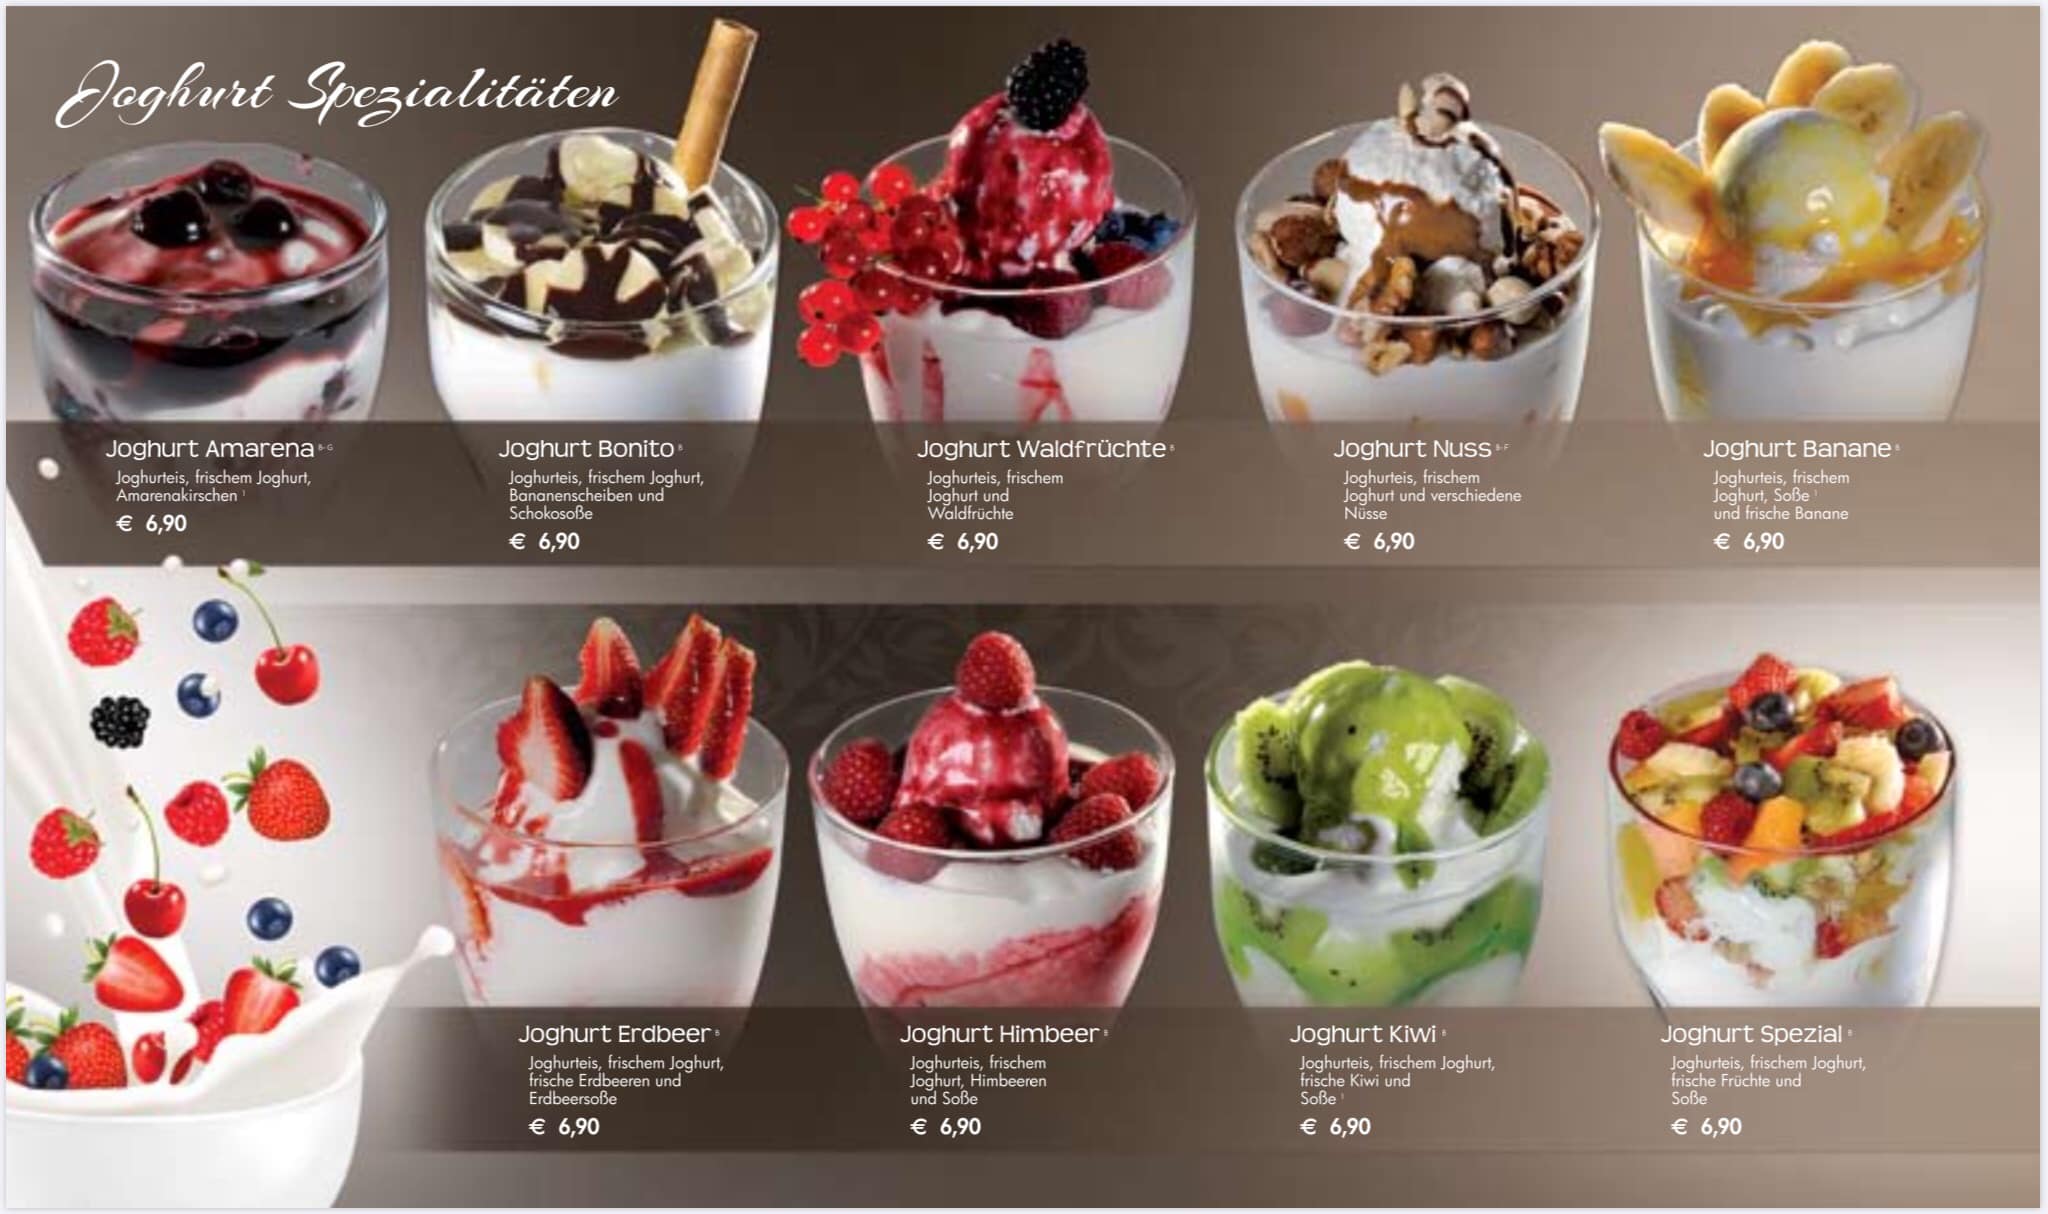 Joghurt Spezialitäten
Joghurt Amarena B-G
Joghurteis, frischem Joghurt,
Amarenakirschen 1
€ 6,90
Joghurt Bonito B
Joghurteis, frischem Joghurt,
Bananenscheiben und
Schokosoße
€ 6,90
Joghurt Waldfrüchte B
Joghurteis, frischem
Joghurt und
Waldfrüchte
€ 6,90
Joghurt Nuss B-F
Joghurteis, frischem
Joghurt und verschiedene
Nüsse
€ 6,90
Joghurt Banane B
Joghurteis, frischem
Joghurt, Soße 1
und frische Banane
€ 6,90
Joghurt Erdbeer B
Joghurteis, frischem Joghurt,
frische Erdbeeren und
Erdbeersoße
€ 6,90
Joghurt Himbeer B
Joghurteis, frischem
Joghurt, Himbeeren
und Soße
€ 6,90
Joghurt Kiwi B
Joghurteis, frischem Joghurt,
frische Kiwi und
Soße 1
€ 6,90
Joghurt Spezial B
Joghurteis, frischem Joghurt,
frische Früchte und
Soße
€ 6,90